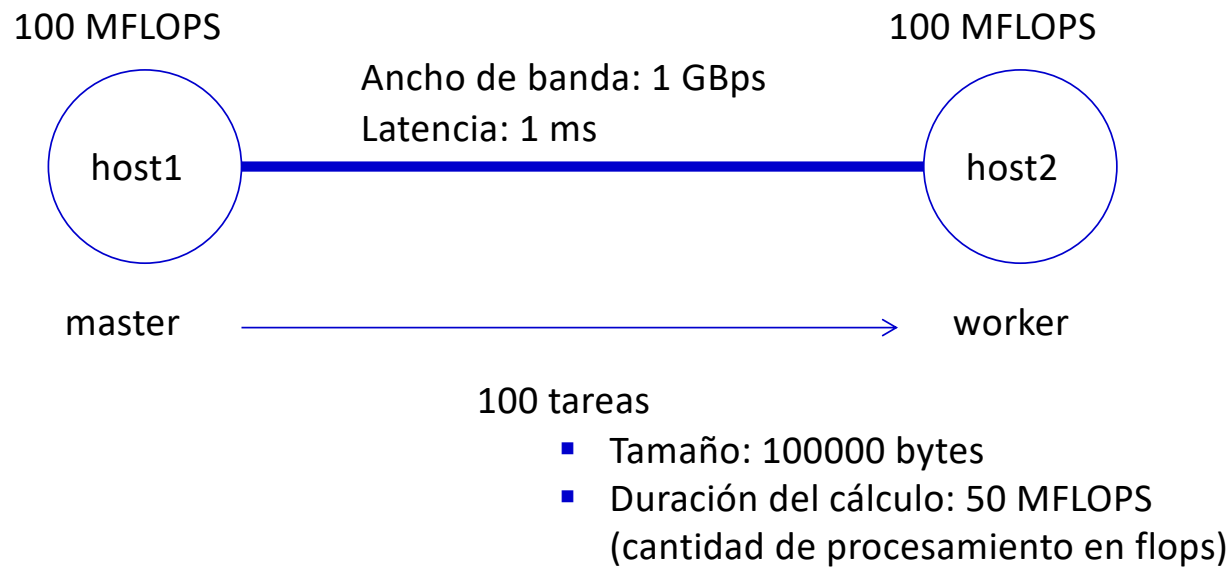 100 MFLOPS
100 MFLOPS
Ancho de banda: 1 GBps
Latencia: 1 ms
host1
host2
master
worker
100 tareas
▪ Tamaño: 100000 bytes
▪ Duración del cálculo: 50 MFLOPS
(cantidad de procesamiento en flops)